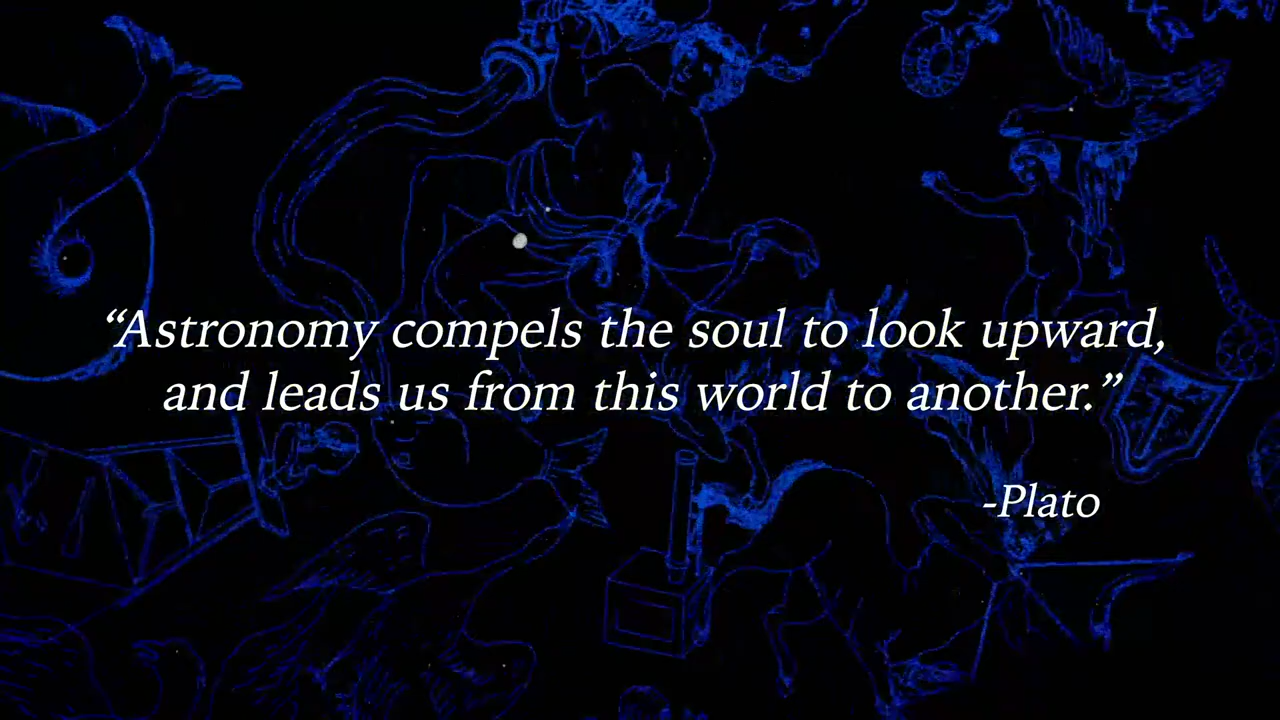 “Astronomy compels the soul to look upward,
and leads us from this world to another.”
-Plato